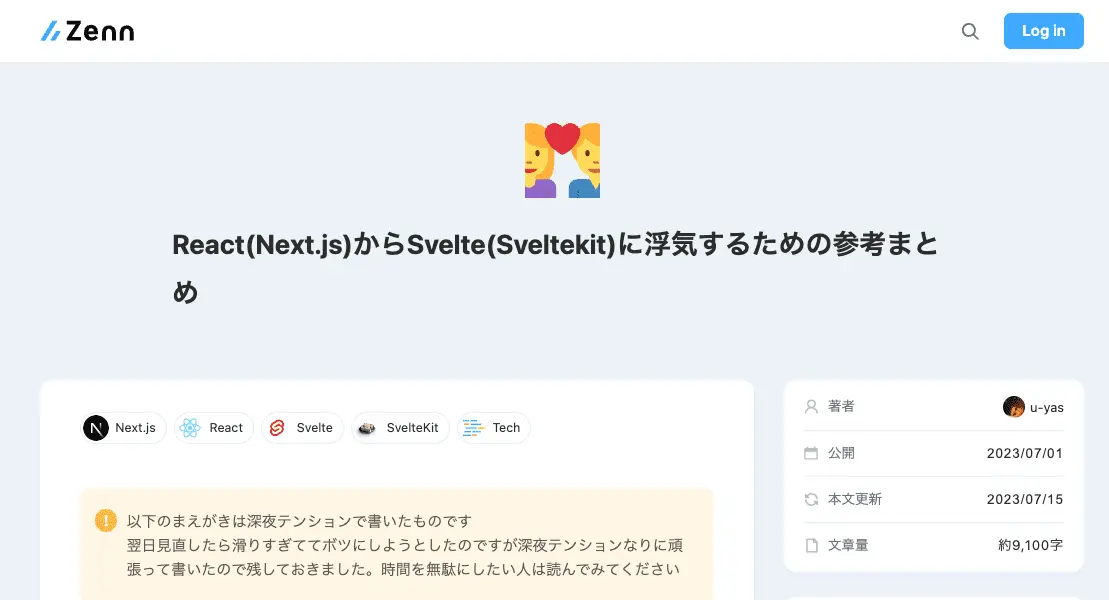 Zenn
Log in
React(Next.js)からSvelte(Sveltekit)に浮気するための参考まと
め
Next.js
React
Svelte
SvelteKit
Tech
以下のまえがきは深夜テンションで書いたものです
翌日見直したら滑りすぎててボツにしようとしたのですが深夜テンションなりに頑
張って書いたので残しておきました。時間を無駄にしたい人は読んでみてください
著者
u-yas
公開
2023/07/01
本文更新
2023/07/15
文章量
約9,100字